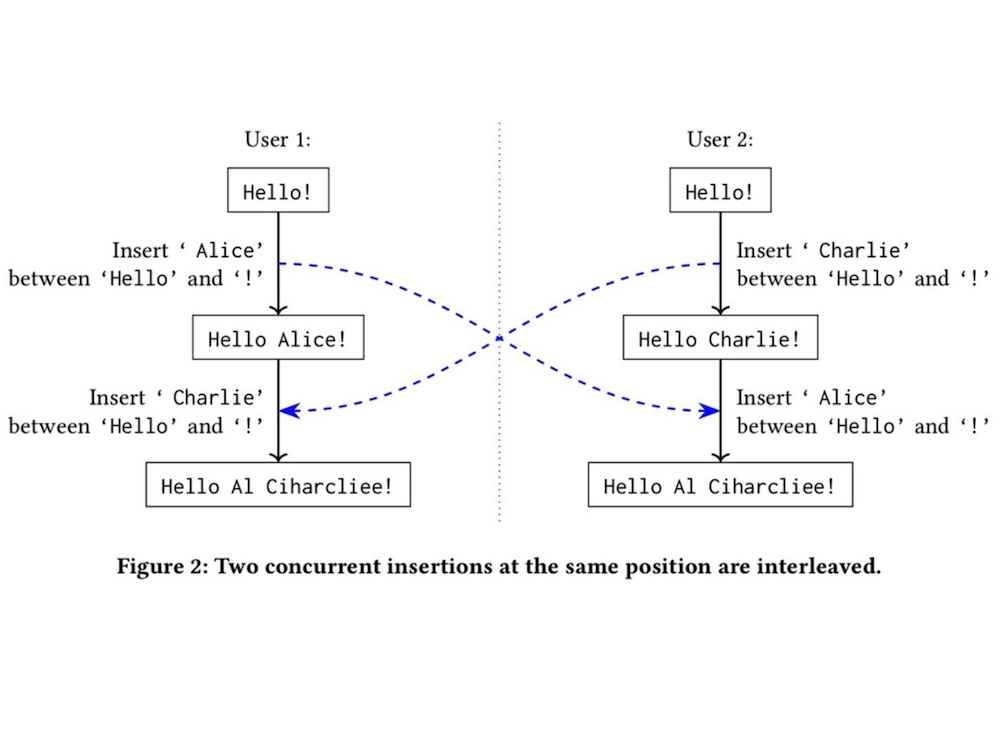 User 1:
User 2:
Hello!
Hello!
Insert ‘ Alice’
between ‘Hello’ and ‘!’
Insert ‘ Charlie’
between ‘Hello’ and ‘!’
Hello Alice!
Hello Charlie!
Insert ‘ Charlie’
between ‘Hello’ and ‘!’
Insert ‘ Alice’
between ‘Hello’ and ‘!’
Hello Al Ciharcliee!
Hello Al Ciharcliee!
Figure 2: Two concurrent insertions at the same position are interleaved.